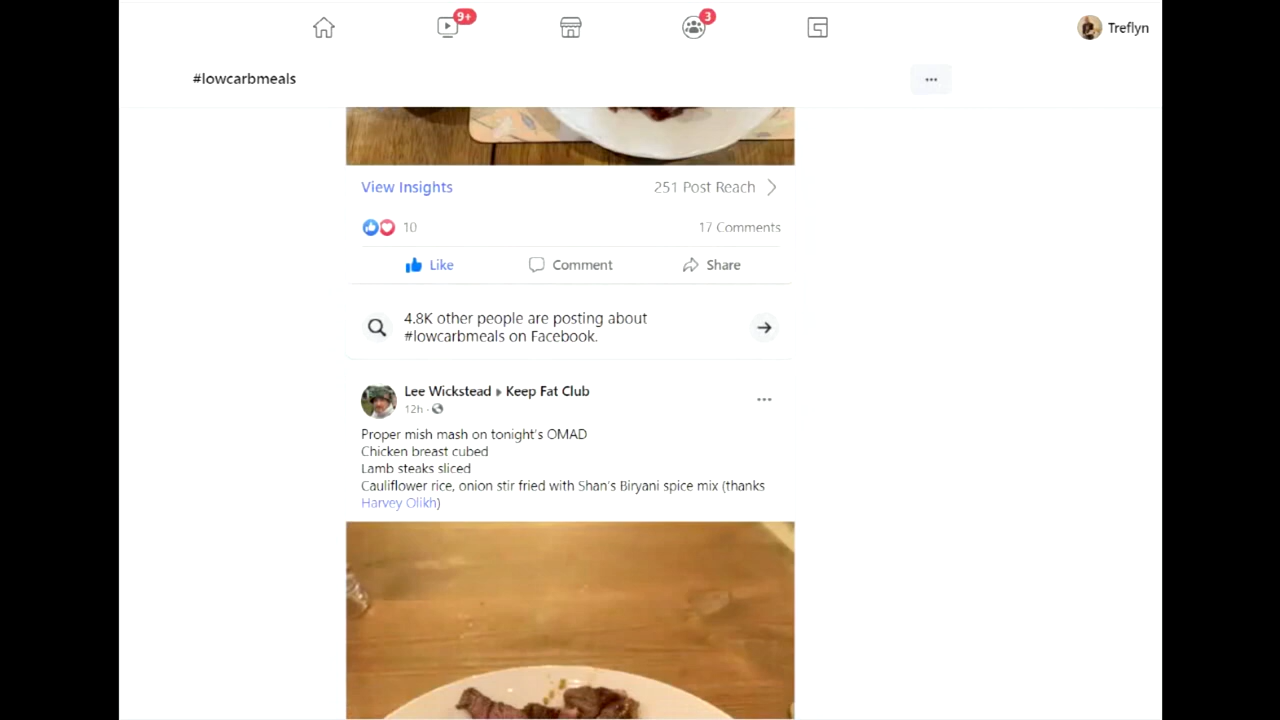 9+
3
Treflyn
#lowcarbmeals
View Insights
251 Post Reach
10
17 Comments
Like
Comment
Share
4.8K other people are posting about
#lowcarbmeals on Facebook.
Lee Wickstead ▸ Keep Fat Club
12h ·
Proper mish mash on tonight's OMAD
Chicken breast cubed
Lamb steaks sliced
Cauliflower rice, onion stir fried with Shan's Biryani spice mix (thanks
Harvey Olikh)